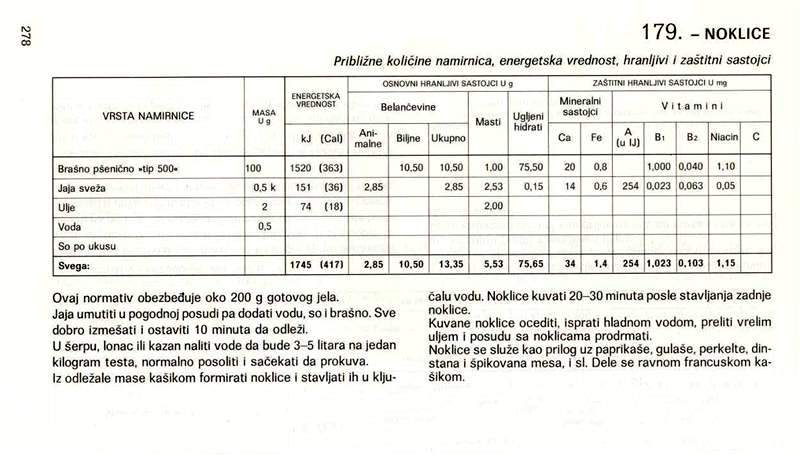 278
179. – NOKLICE
Približne količine namirnica, energetska vrednost, hranljivi i zaštitni sastojci
VRSTA NAMIRNICE MASA U g ENERGETSKA VREDNOST OSNOVNI HRANLJIVI SASTOJCI U g ZAŠTITNI HRANLJIVI SASTOJCI U mg
Belančevine Masti Ugljeni hidrati Mineralni sastojci Vitamini
kJ (Cal) Ani-malne Biljne Ukupno Ca Fe A (u IJ) B1 B2 Niacin C
Brašno pšenično »tip 500« 100 1520 (363) 10,50 10,50 1,00 75,50 20 0,8 1,000 0,040 1,10
Jaja sveža 0,5 k 151 (36) 2,85 2,85 2,53 0,15 14 0,6 254 0,023 0,063 0,05
Ulje 2 74 (18) 2,00
Voda 0,5
So po ukusu
Svega: 1745 (417) 2,85 10,50 13,35 5,53 75,65 34 1,4 254 1,023 0,103 1,15
Ovaj normativ obezbeđuje oko 200 g gotovog jela.
Jaja umutiti u pogodnoj posudi pa dodati vodu, so i brašno. Sve
dobro izmešati i ostaviti 10 minuta da odleži.
U šerpu, lonac ili kazan naliti vode da bude 3–5 litara na jedan
kilogram testa, normalno posoliti i sačekati da prokuva.
Iz odležale mase kašikom formirati noklice i stavljati ih u klju-
čalu vodu. Noklice kuvati 20–30 minuta posle stavljanja zadnje
noklice.
Kuvane noklice ocediti, isprati hladnom vodom, preliti vrelim
uljem i posudu sa noklicama prodrmati.
Noklice se služe kao prilog uz paprikaše, gulaše, perkelte, din-
stana i špikovana mesa, i sl. Dele se ravnom francuskom ka-
šikom.